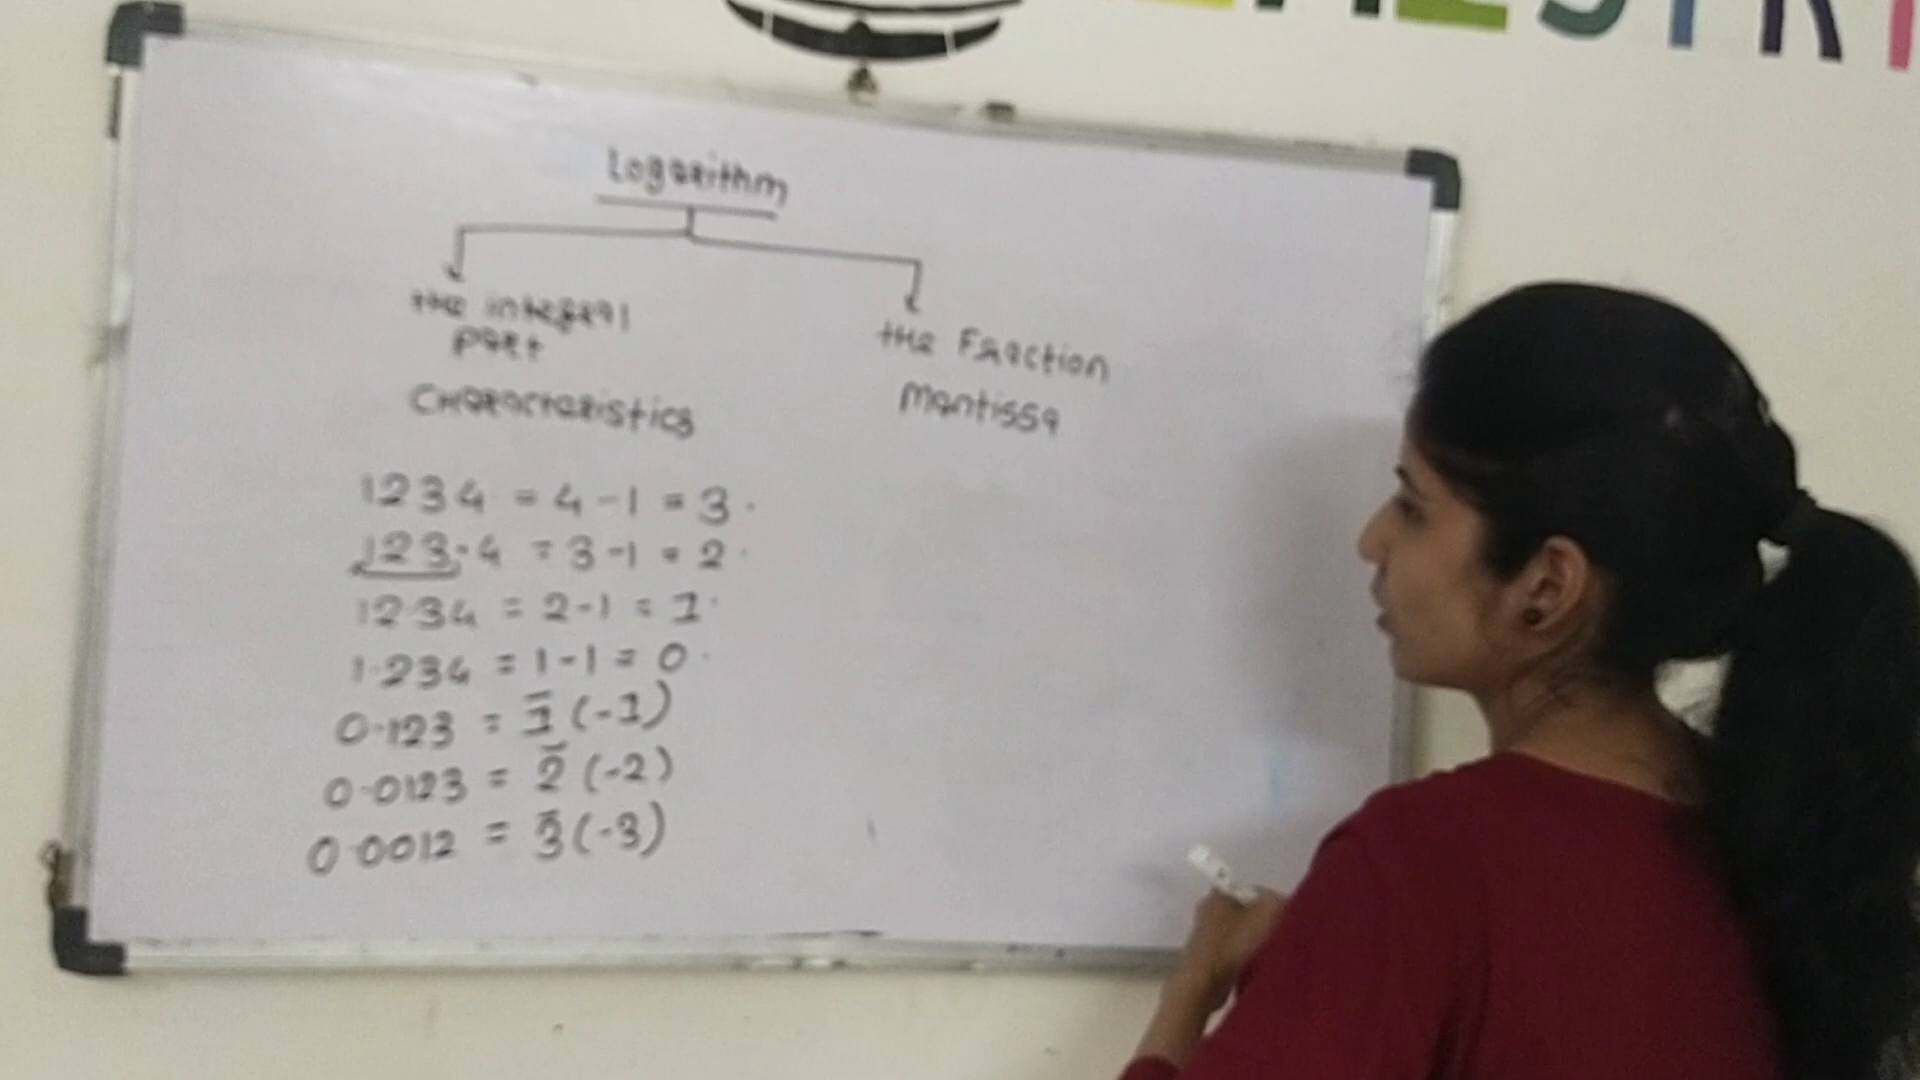 Logarithm
the integral
part
the Fraction
Characteristics
Mantissa
1234 = 4-1 = 3.
123.4 = 3-1 = 2.
12.34 = 2-1 = 1.
1.234 = 1-1 = 0.
0.123 = 1̄ (-1)
0.0123 = 2̄ (-2)
0.0012 = 3̄ (-3)